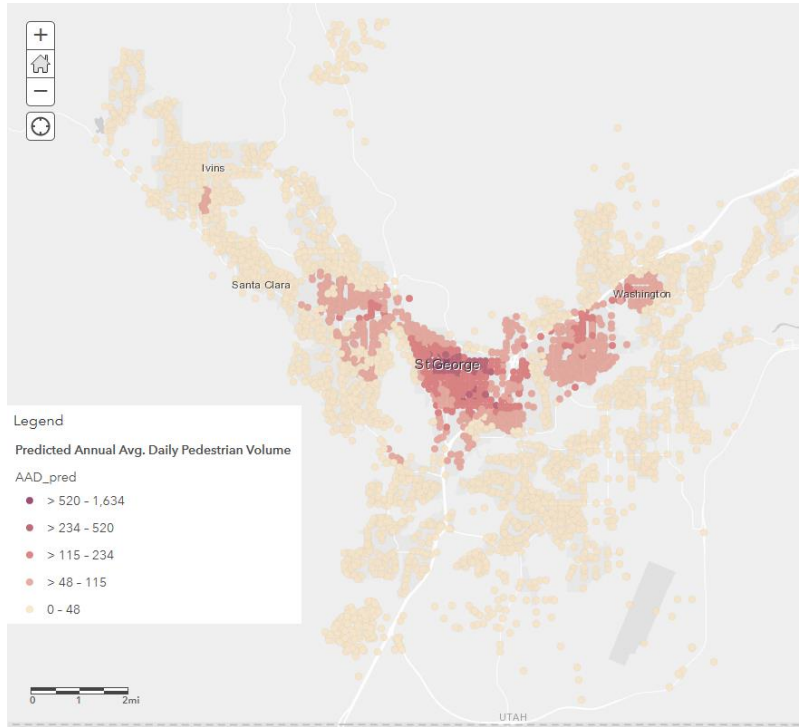 +
−
Ivins
Santa Clara
Washington
St George
Legend
Predicted Annual Avg. Daily Pedestrian Volume
AAD_pred
> 520 - 1,634
> 234 - 520
> 115 - 234
> 48 - 115
0 - 48
0 1 2mi
UTAH